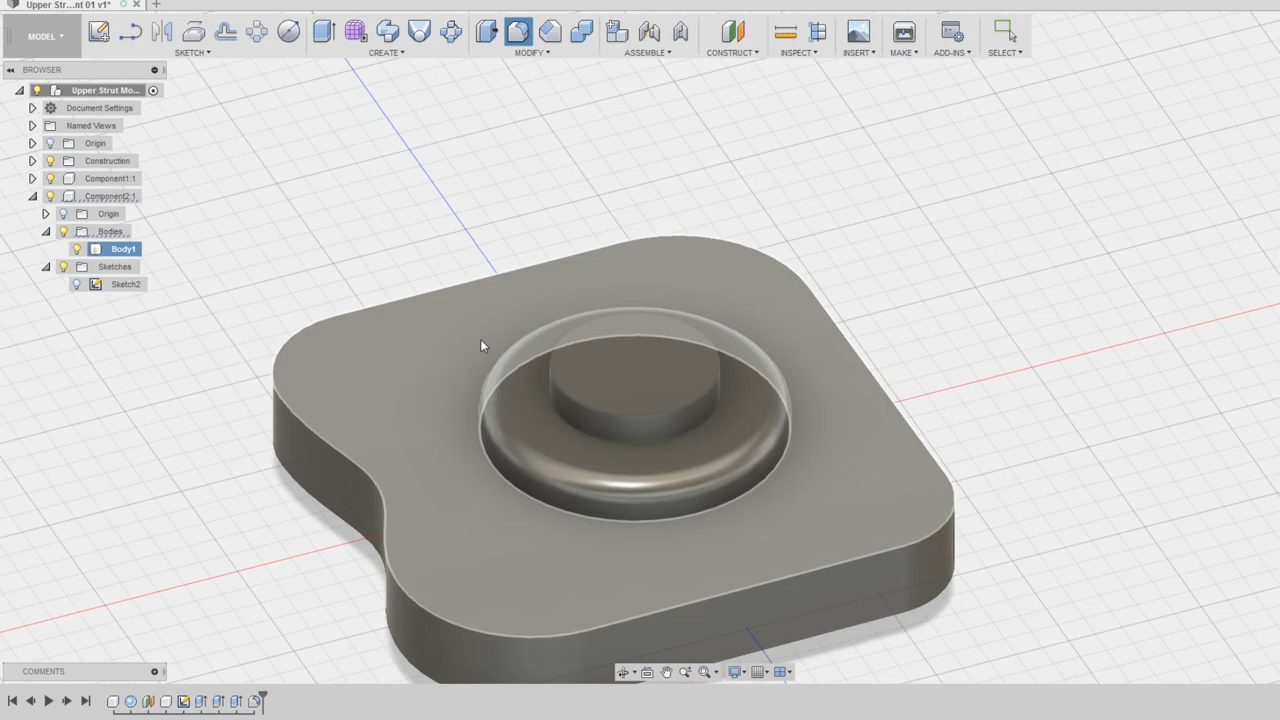 Upper Str...nt 01 v1*
MODEL
SKETCH
CREATE
MODIFY
ASSEMBLE
CONSTRUCT
INSPECT
INSERT
MAKE
ADD-INS
SELECT
BROWSER
Upper Strut Mo...
Document Settings
Named Views
Origin
Construction
Component1:1
Component2:1
Origin
Bodies
Body1
Sketches
Sketch2
COMMENTS